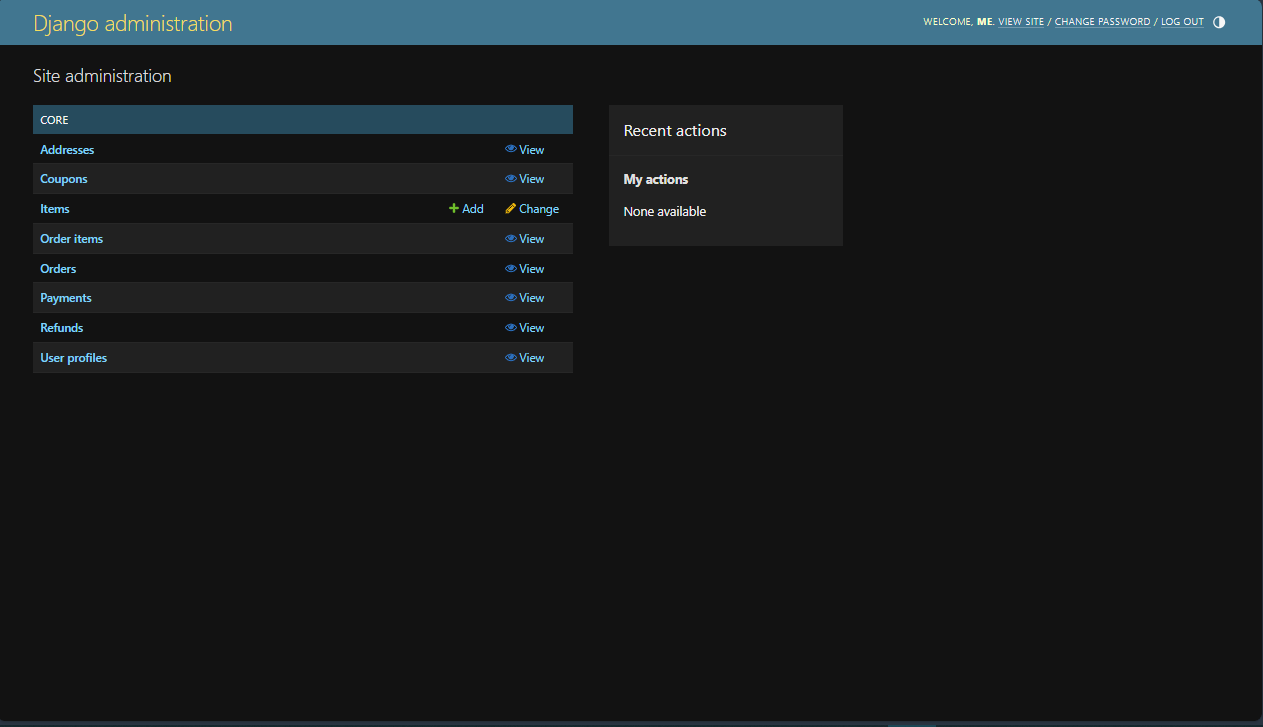 Django administration
WELCOME, ME. VIEW SITE / CHANGE PASSWORD / LOG OUT
Site administration
CORE
Addresses View
Coupons View
Items Add Change
Order items View
Orders View
Payments View
Refunds View
User profiles View
Recent actions
My actions
None available